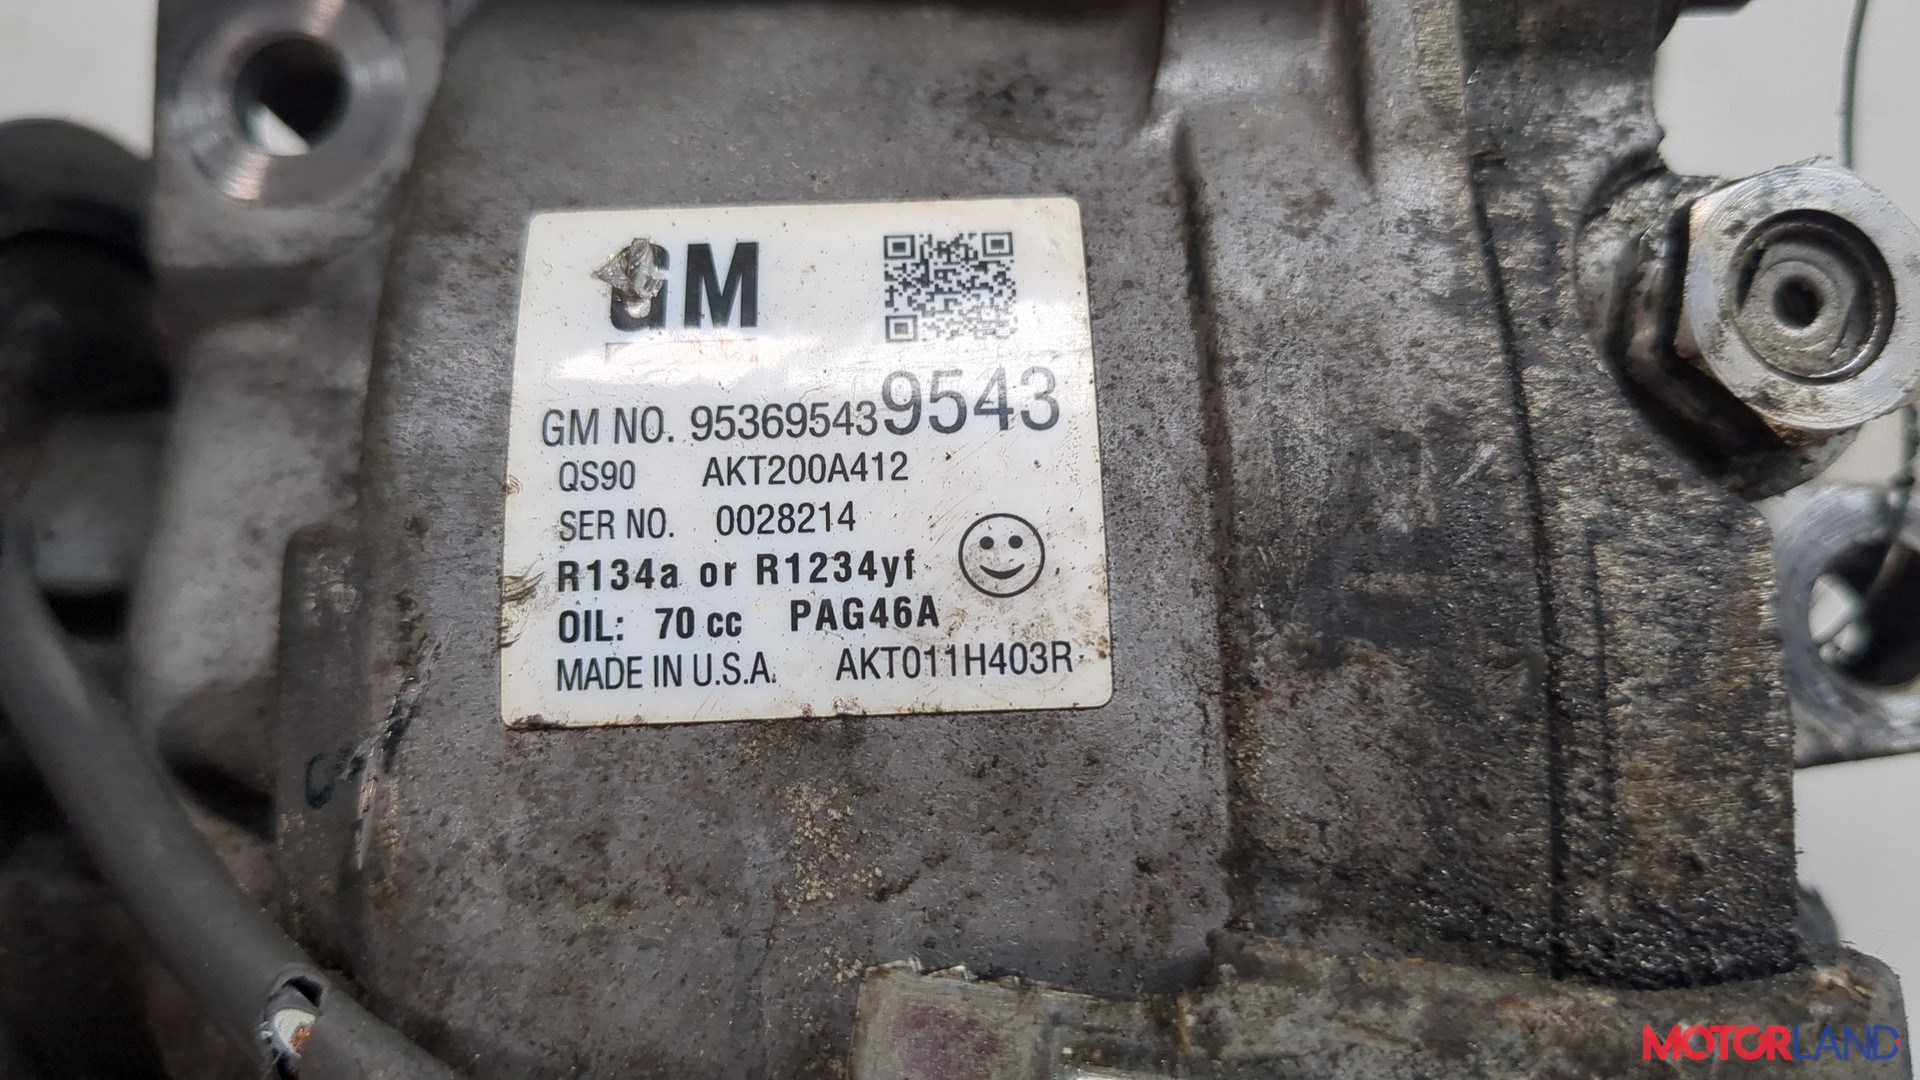 GM
GM NO. 95369543 9543
QS90 AKT200A412
SER NO. 0028214
R134a or R1234yf
OIL: 70 cc PAG46A
MADE IN U.S.A. AKT011H403R
MOTORLAND